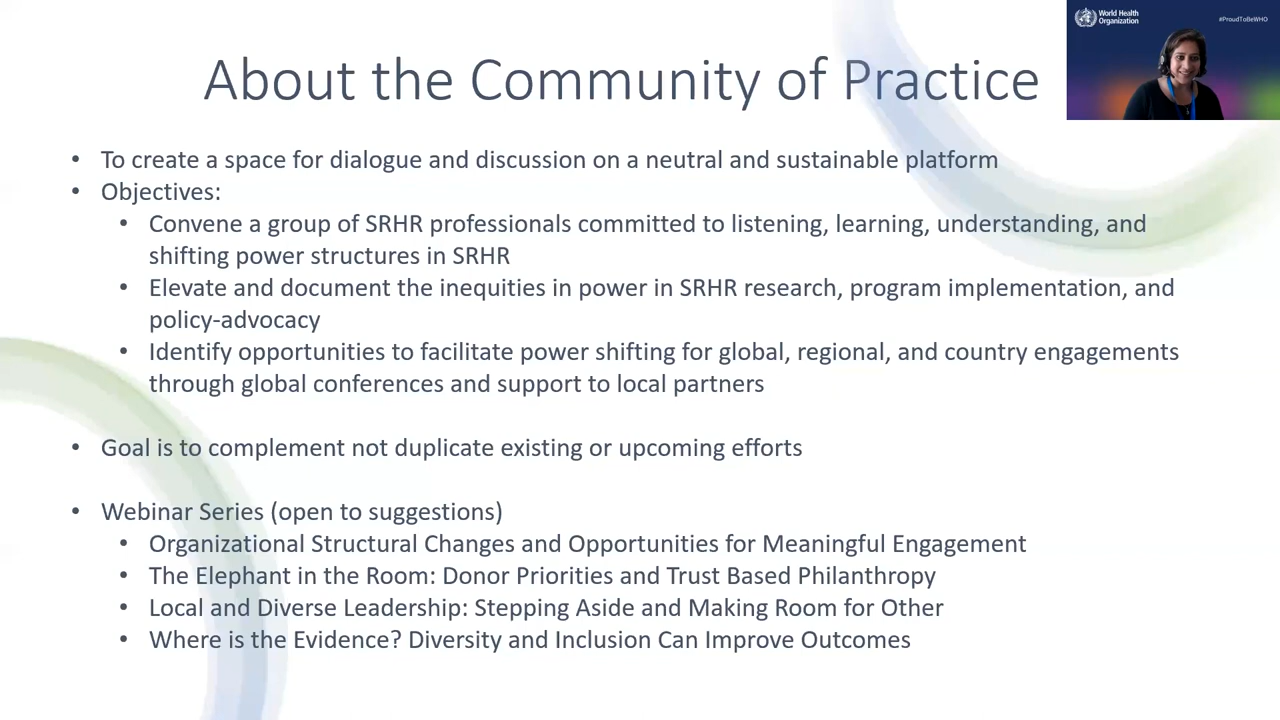 World Health
Organization
#ProudToBeWHO
About the Community of Practice
• To create a space for dialogue and discussion on a neutral and sustainable platform
• Objectives:
• Convene a group of SRHR professionals committed to listening, learning, understanding, and
shifting power structures in SRHR
• Elevate and document the inequities in power in SRHR research, program implementation, and
policy-advocacy
• Identify opportunities to facilitate power shifting for global, regional, and country engagements
through global conferences and support to local partners
• Goal is to complement not duplicate existing or upcoming efforts
• Webinar Series (open to suggestions)
• Organizational Structural Changes and Opportunities for Meaningful Engagement
• The Elephant in the Room: Donor Priorities and Trust Based Philanthropy
• Local and Diverse Leadership: Stepping Aside and Making Room for Other
• Where is the Evidence? Diversity and Inclusion Can Improve Outcomes